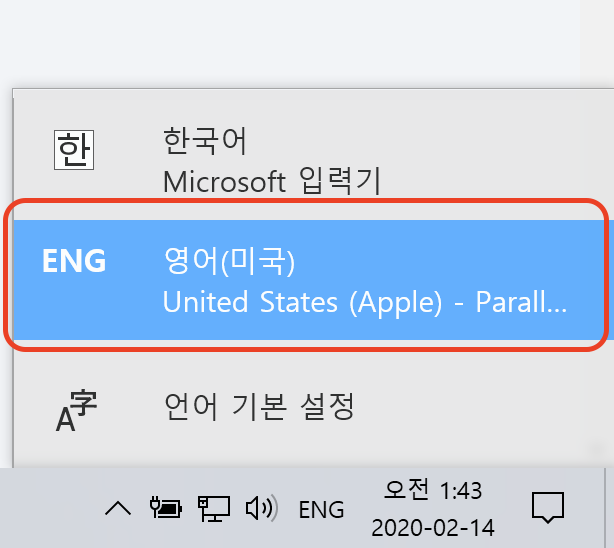 한
한국어
Microsoft 입력기
ENG
영어(미국)
United States (Apple) - Parall...
A字
언어 기본 설정
ENG
오전 1:43
2020-02-14